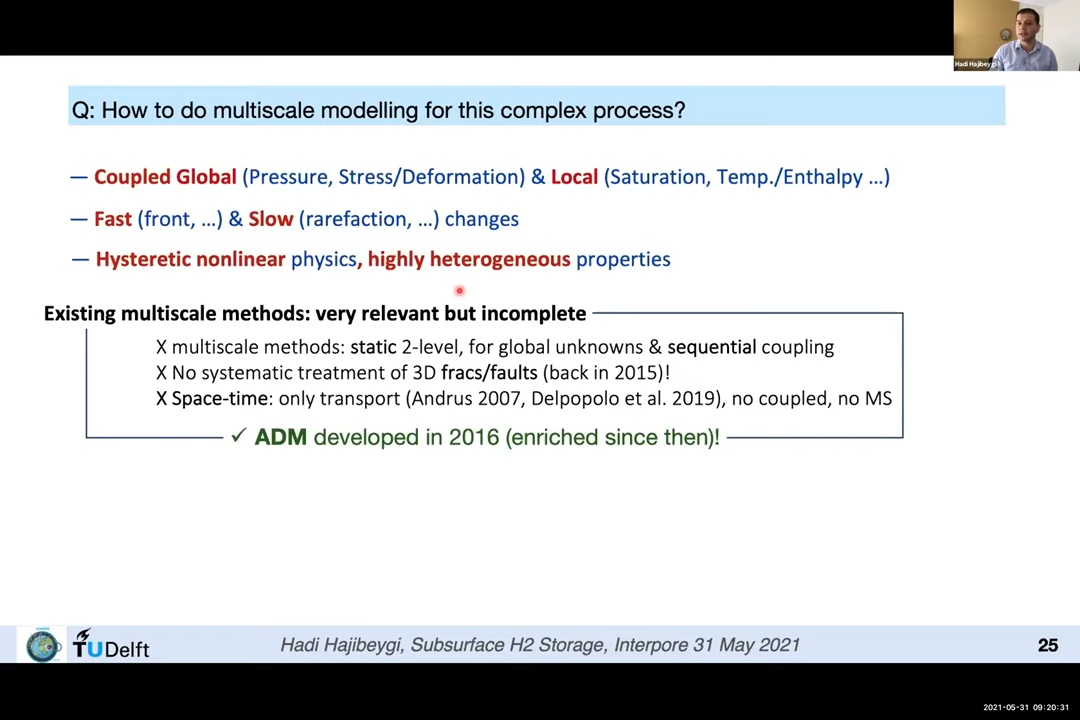 Hadi Hajibeygi
Q: How to do multiscale modelling for this complex process?
— Coupled Global (Pressure, Stress/Deformation) & Local (Saturation, Temp./Enthalpy ...)
— Fast (front, ...) & Slow (rarefaction, ...) changes
— Hysteretic nonlinear physics, highly heterogeneous properties
Existing multiscale methods: very relevant but incomplete
X multiscale methods: static 2-level, for global unknowns & sequential coupling
X No systematic treatment of 3D fracs/faults (back in 2015)!
X Space-time: only transport (Andrus 2007, Delpopolo et al. 2019), no coupled, no MS
✓ ADM developed in 2016 (enriched since then)!
TU Delft
Hadi Hajibeygi, Subsurface H2 Storage, Interpore 31 May 2021
25
2021-05-31 09:20:31